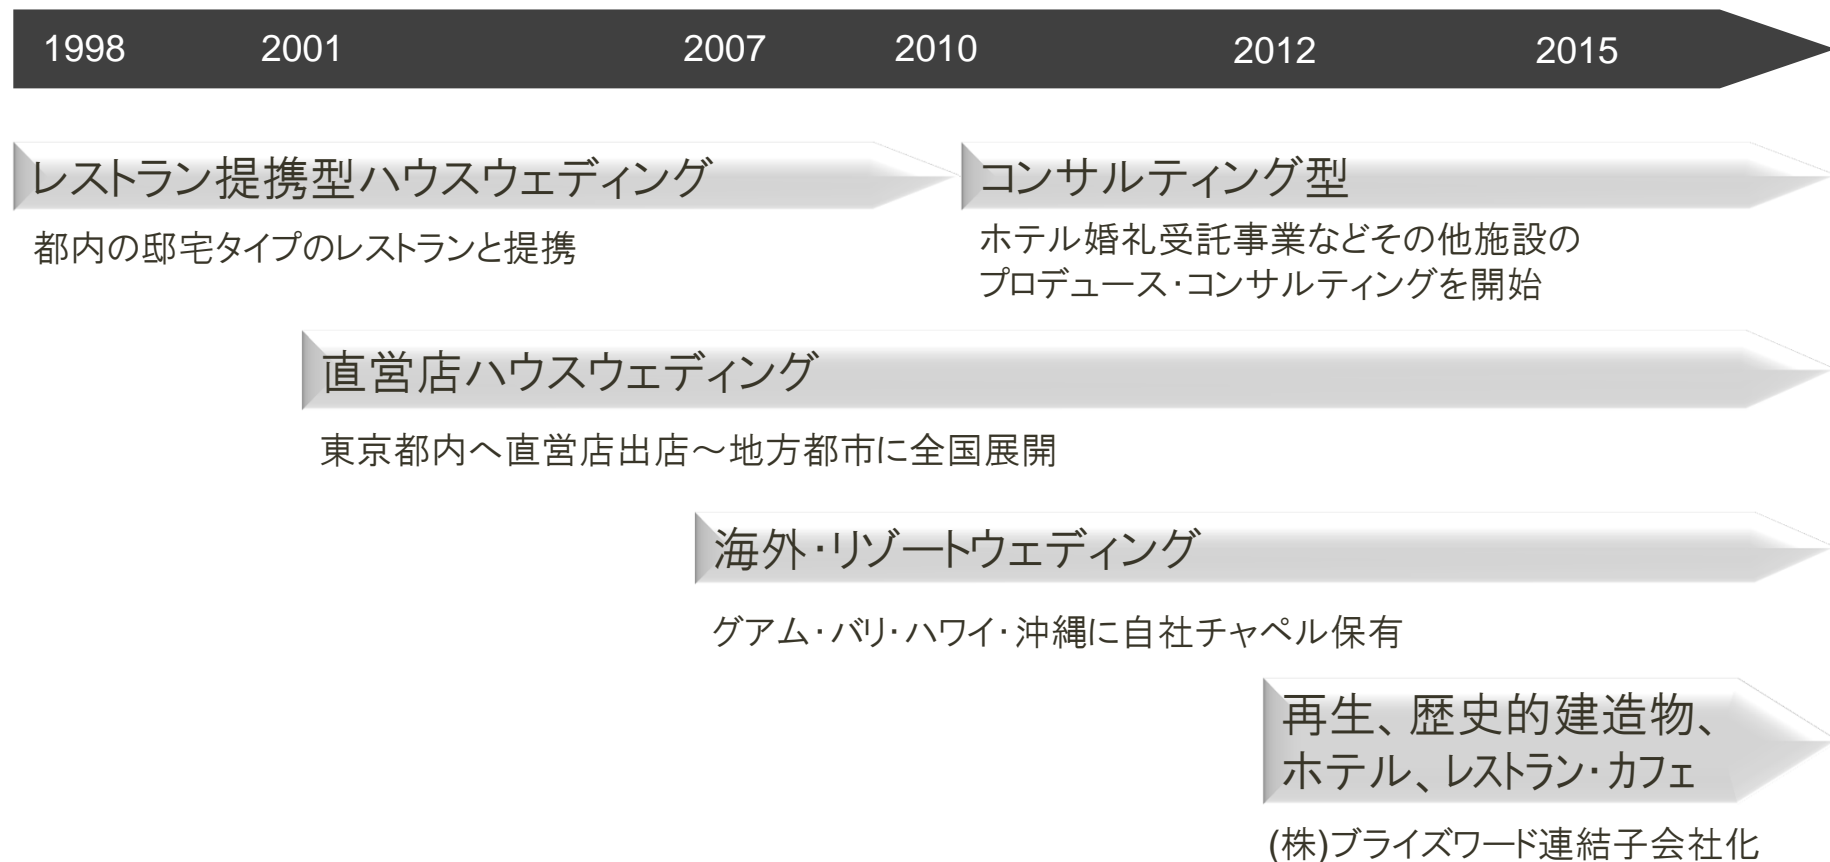 1998 2001 2007 2010 2012 2015
レストラン提携型ハウスウェディング
都内の邸宅タイプのレストランと提携
コンサルティング型
ホテル婚礼受託事業などその他施設の
プロデュース・コンサルティングを開始
直営店ハウスウェディング
東京都内へ直営店出店～地方都市に全国展開
海外・リゾートウェディング
グアム・バリ・ハワイ・沖縄に自社チャペル保有
再生、歴史的建造物、
ホテル、レストラン・カフェ
(株)ブライズワード連結子会社化